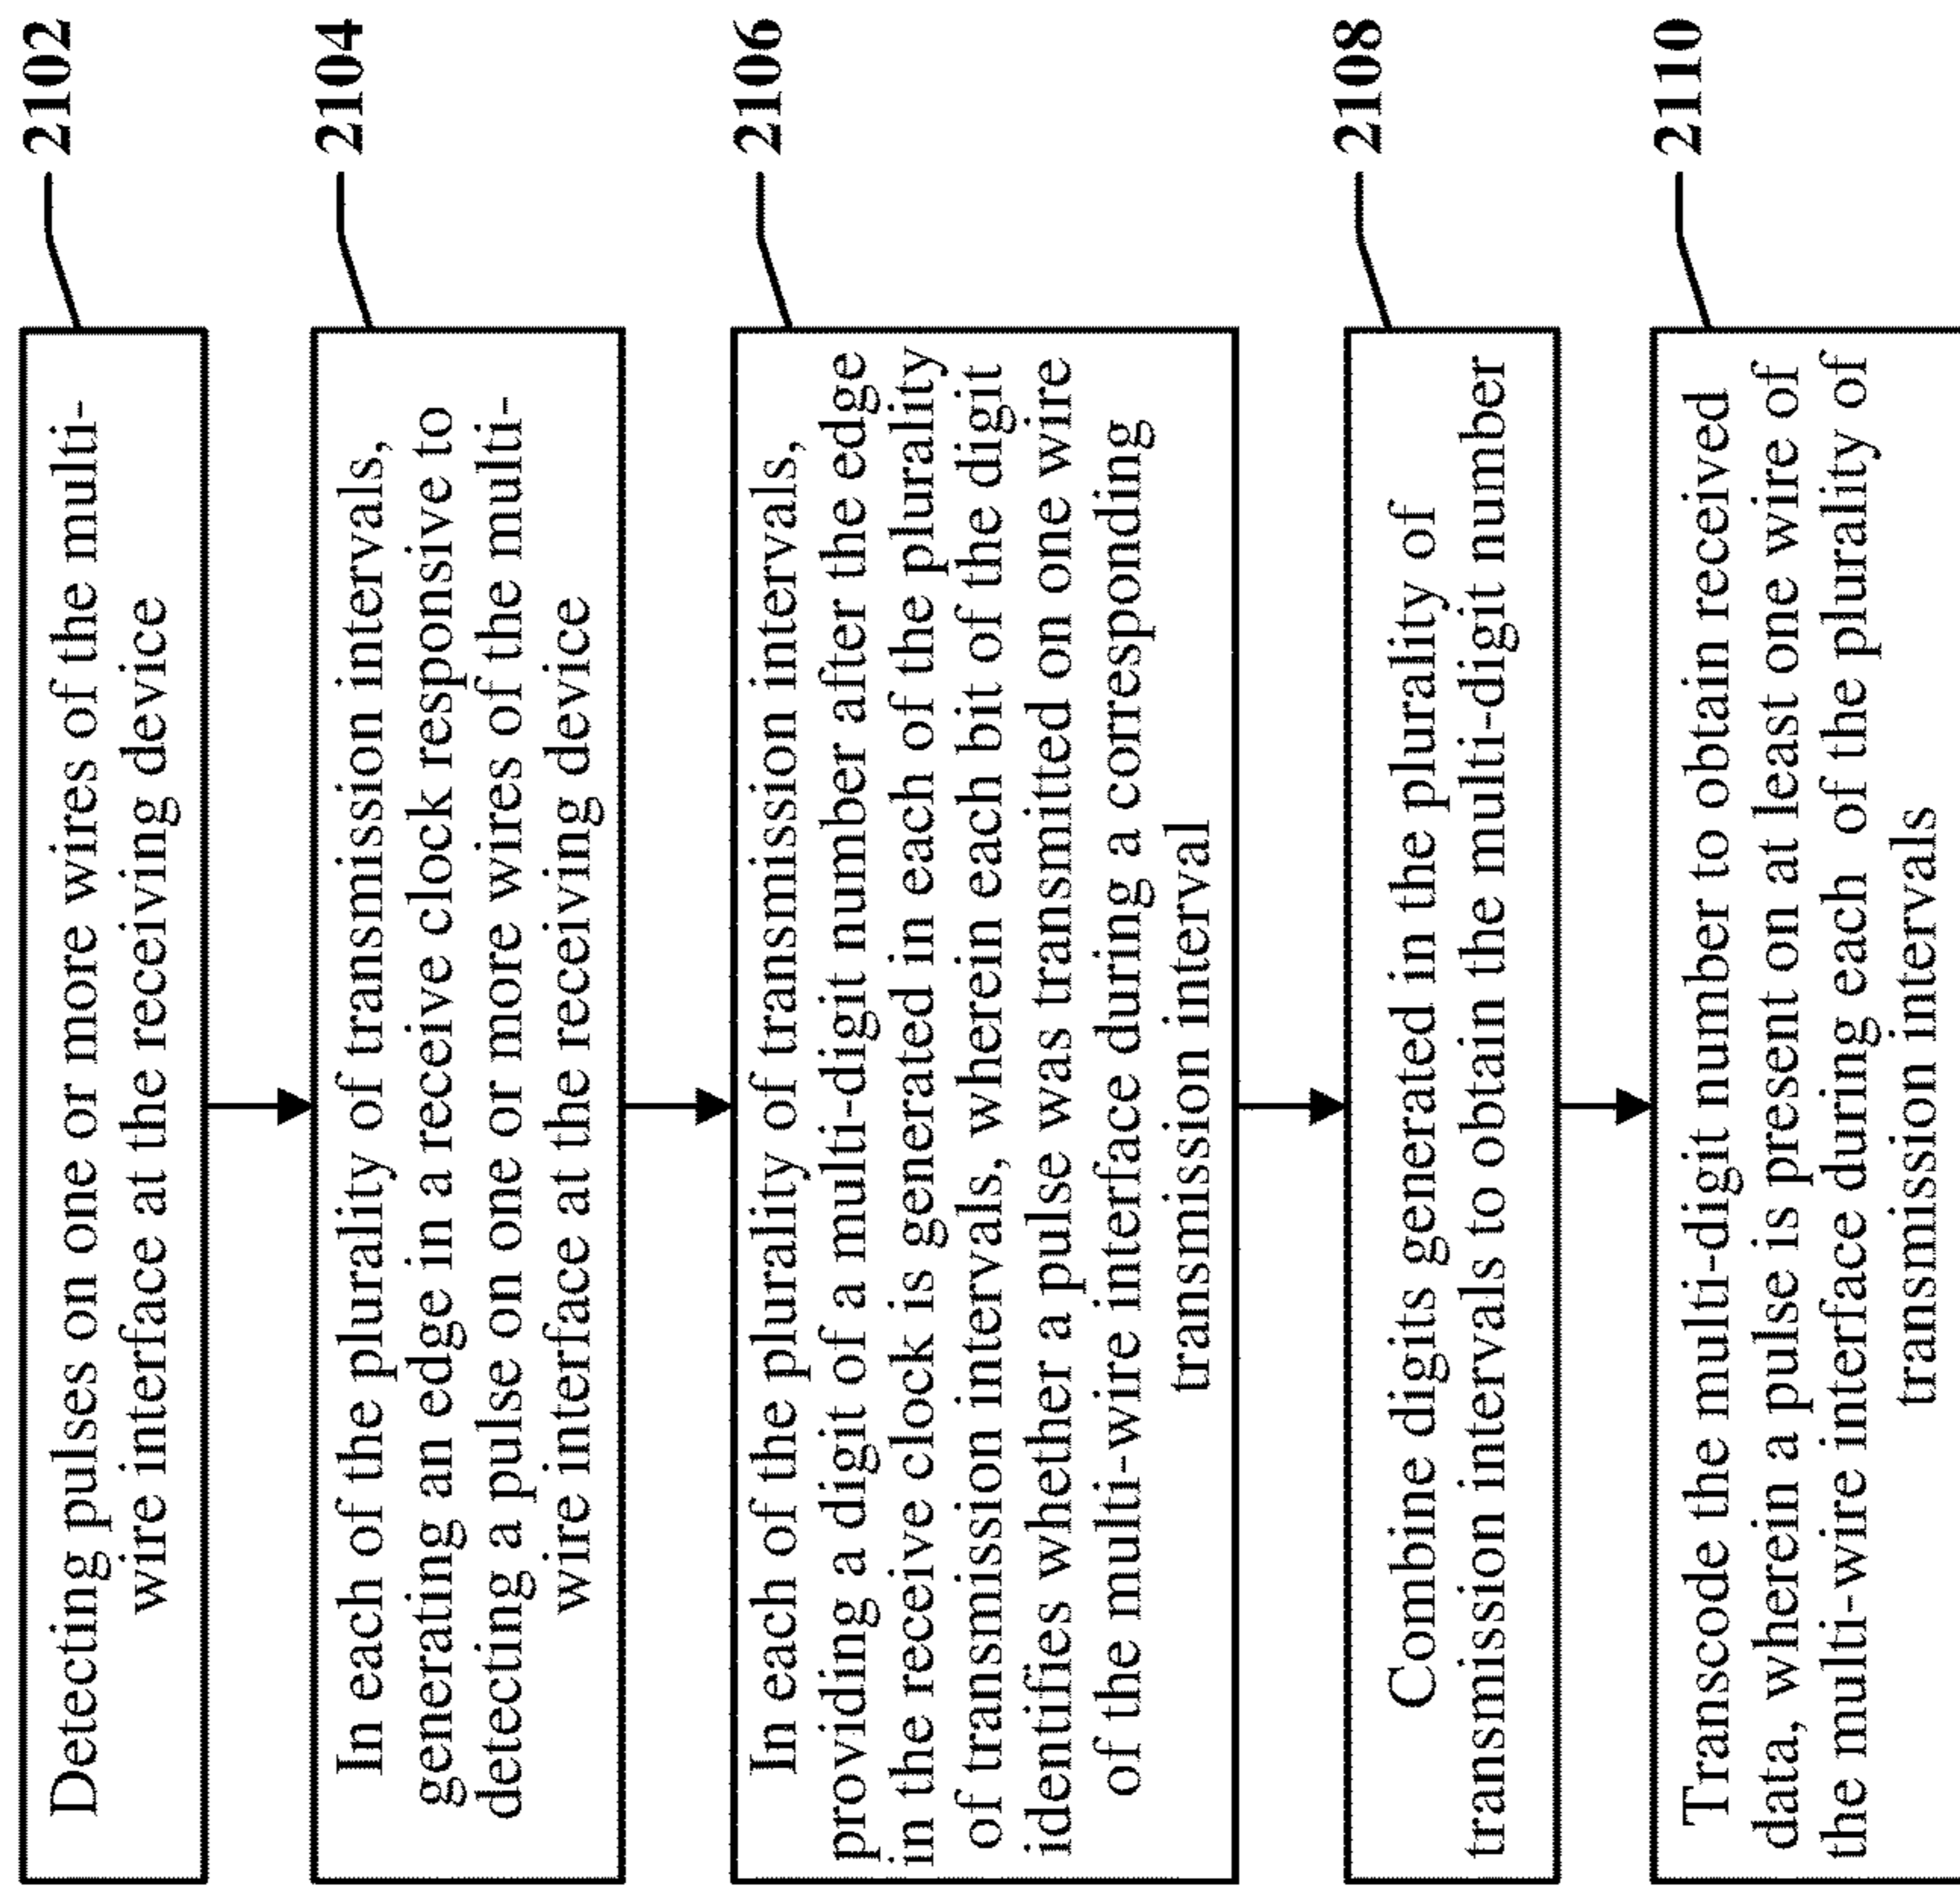 2102
Detecting pulses on one or more wires of the multi-
wire interface at the receiving device
2104
In each of the plurality of transmission intervals,
generating an edge in a receive clock responsive to
detecting a pulse on one or more wires of the multi-
wire interface at the receiving device
2106
In each of the plurality of transmission intervals,
providing a digit of a multi-digit number after the edge
in the receive clock is generated in each of the plurality
of transmission intervals, wherein each bit of the digit
identifies whether a pulse was transmitted on one wire
of the multi-wire interface during a corresponding
transmission interval
2108
Combine digits generated in the plurality of
transmission intervals to obtain the multi-digit number
2110
Transcode the multi-digit number to obtain received
data, wherein a pulse is present on at least one wire of
the multi-wire interface during each of the plurality of
transmission intervals